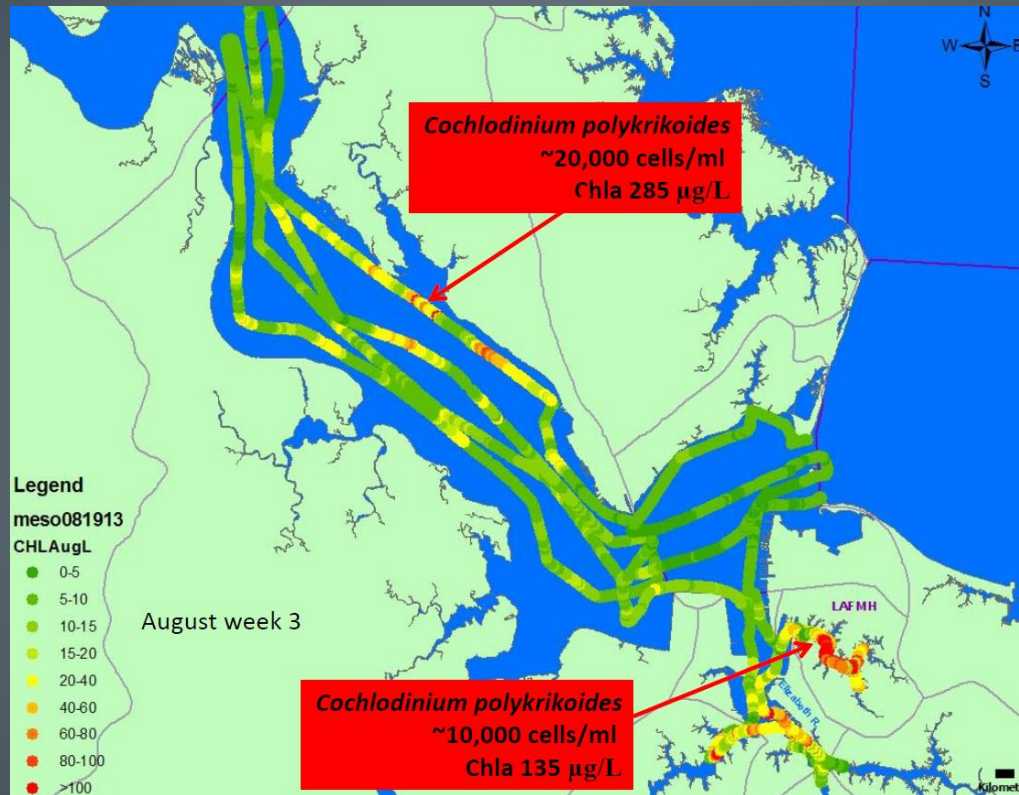 N
W E
S
Cochlodinium polykrikoides
~20,000 cells/ml
Chla 285 µg/L
Legend
meso081913
CHLAugL
0-5
5-10
10-15
15-20
20-40
40-60
60-80
80-100
>100
August week 3
LAFMH
Elizabeth R.
Cochlodinium polykrikoides
~10,000 cells/ml
Chla 135 µg/L
Kilomet